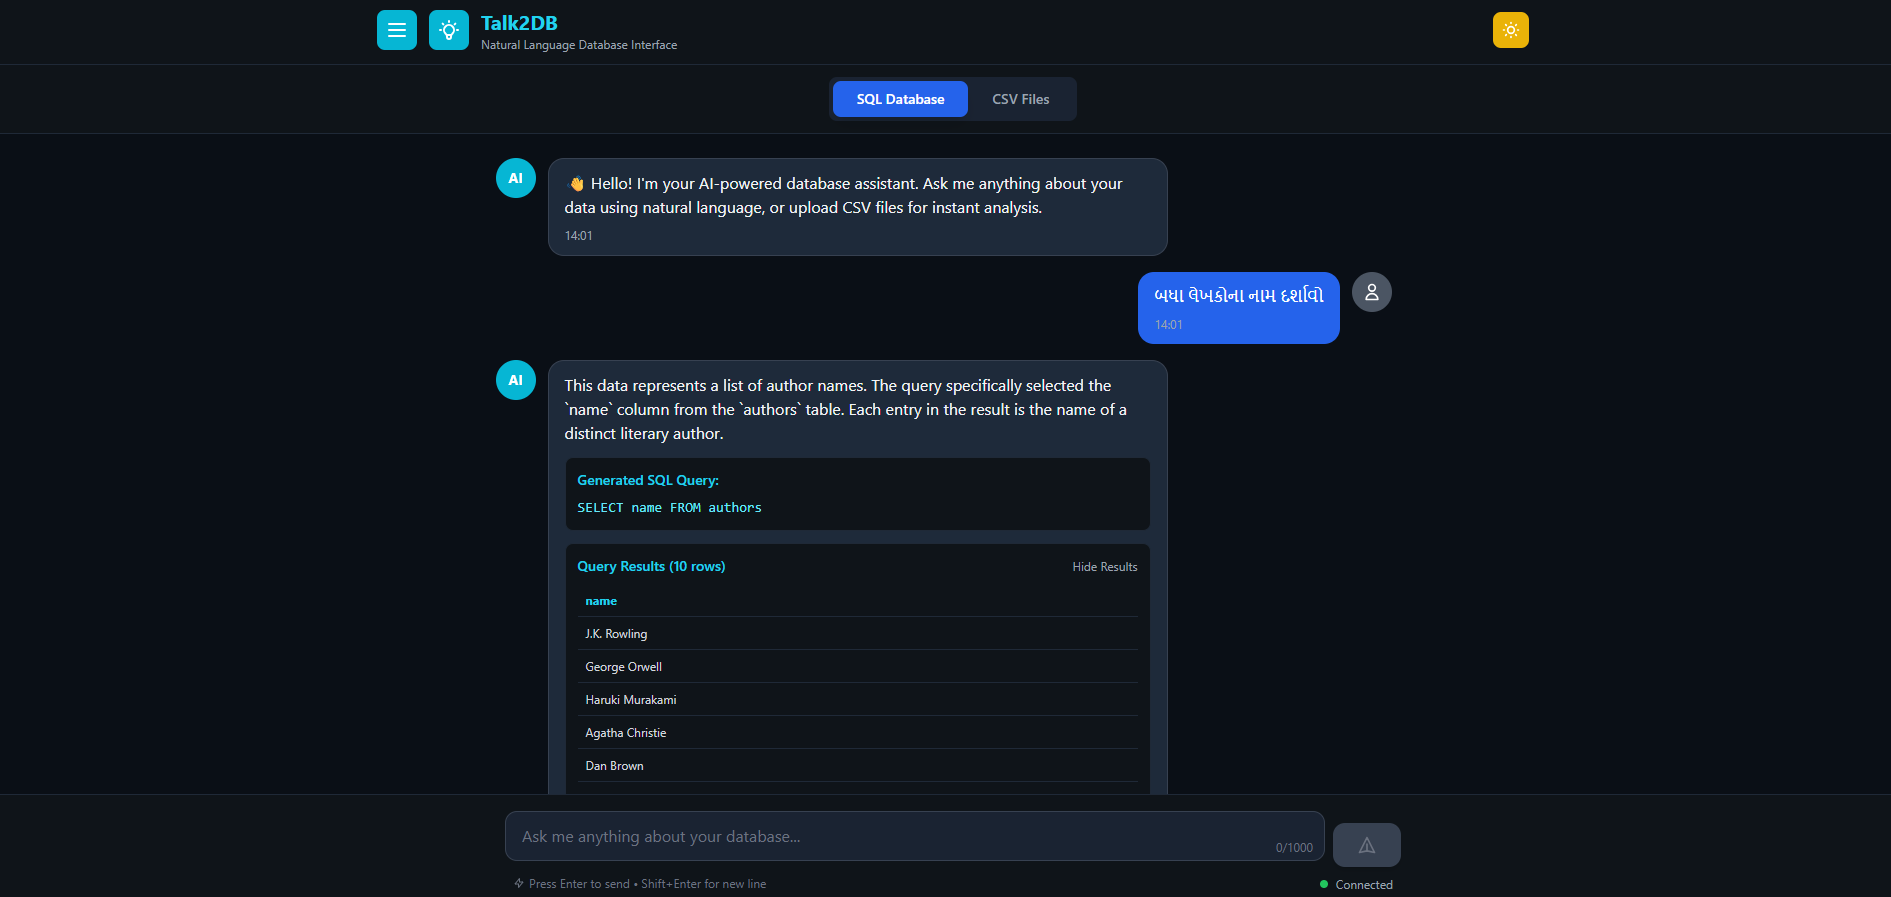 Talk2DB
Natural Language Database Interface
SQL Database
CSV Files
AI
👋 Hello! I'm your AI-powered database assistant. Ask me anything about your
data using natural language, or upload CSV files for instant analysis.
14:01
બધા લેખકોના નામ દર્શાવો
14:01
AI
This data represents a list of author names. The query specifically selected the
`name` column from the `authors` table. Each entry in the result is the name of a
distinct literary author.
Generated SQL Query:
SELECT name FROM authors
Query Results (10 rows)
Hide Results
name
J.K. Rowling
George Orwell
Haruki Murakami
Agatha Christie
Dan Brown
Ask me anything about your database...
0/1000
Press Enter to send • Shift+Enter for new line
Connected